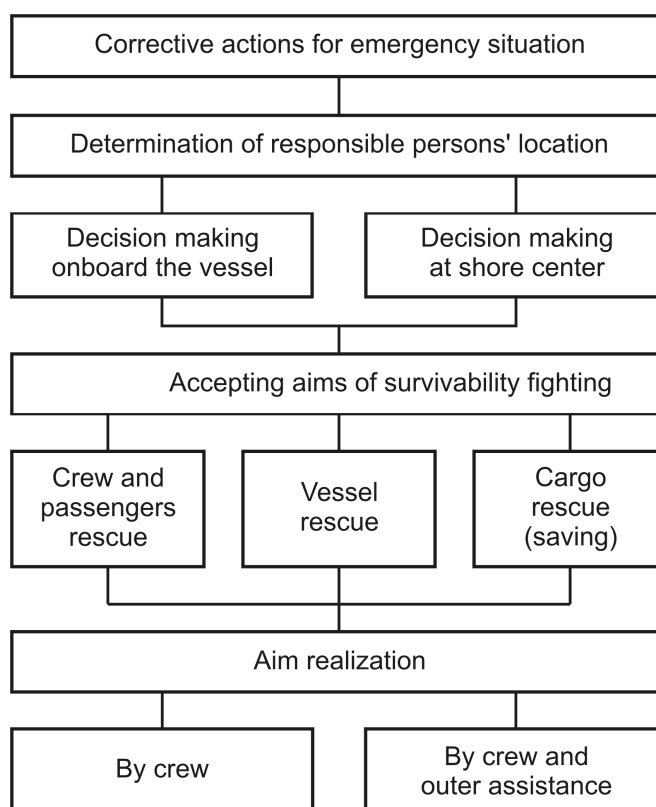 Corrective actions for emergency situation
Determination of responsible persons' location
Decision making
onboard the vessel
Decision making
at shore center
Accepting aims of survivability fighting
Crew and
passengers
rescue
Vessel
rescue
Cargo
rescue
(saving)
Aim realization
By crew
By crew and
outer assistance